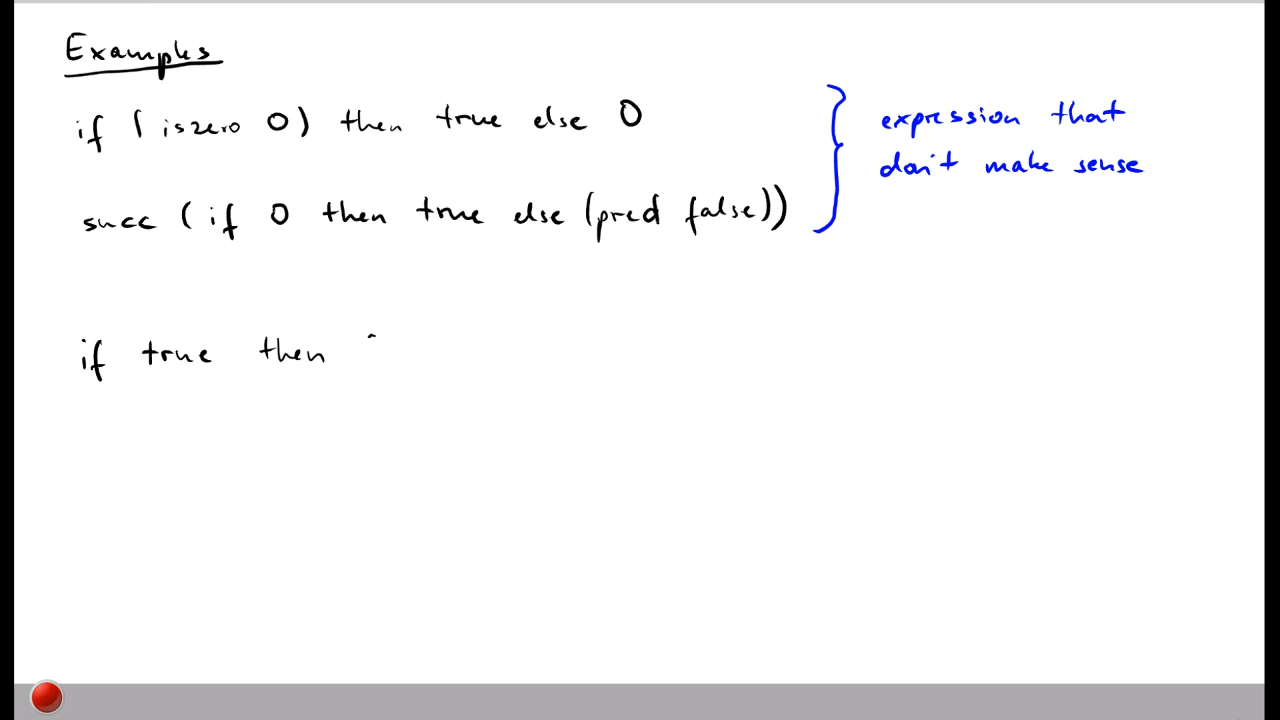 Examples
if (iszero 0) then true else 0
expression that
don't make sense
succ (if 0 then true else (pred false))
if true then